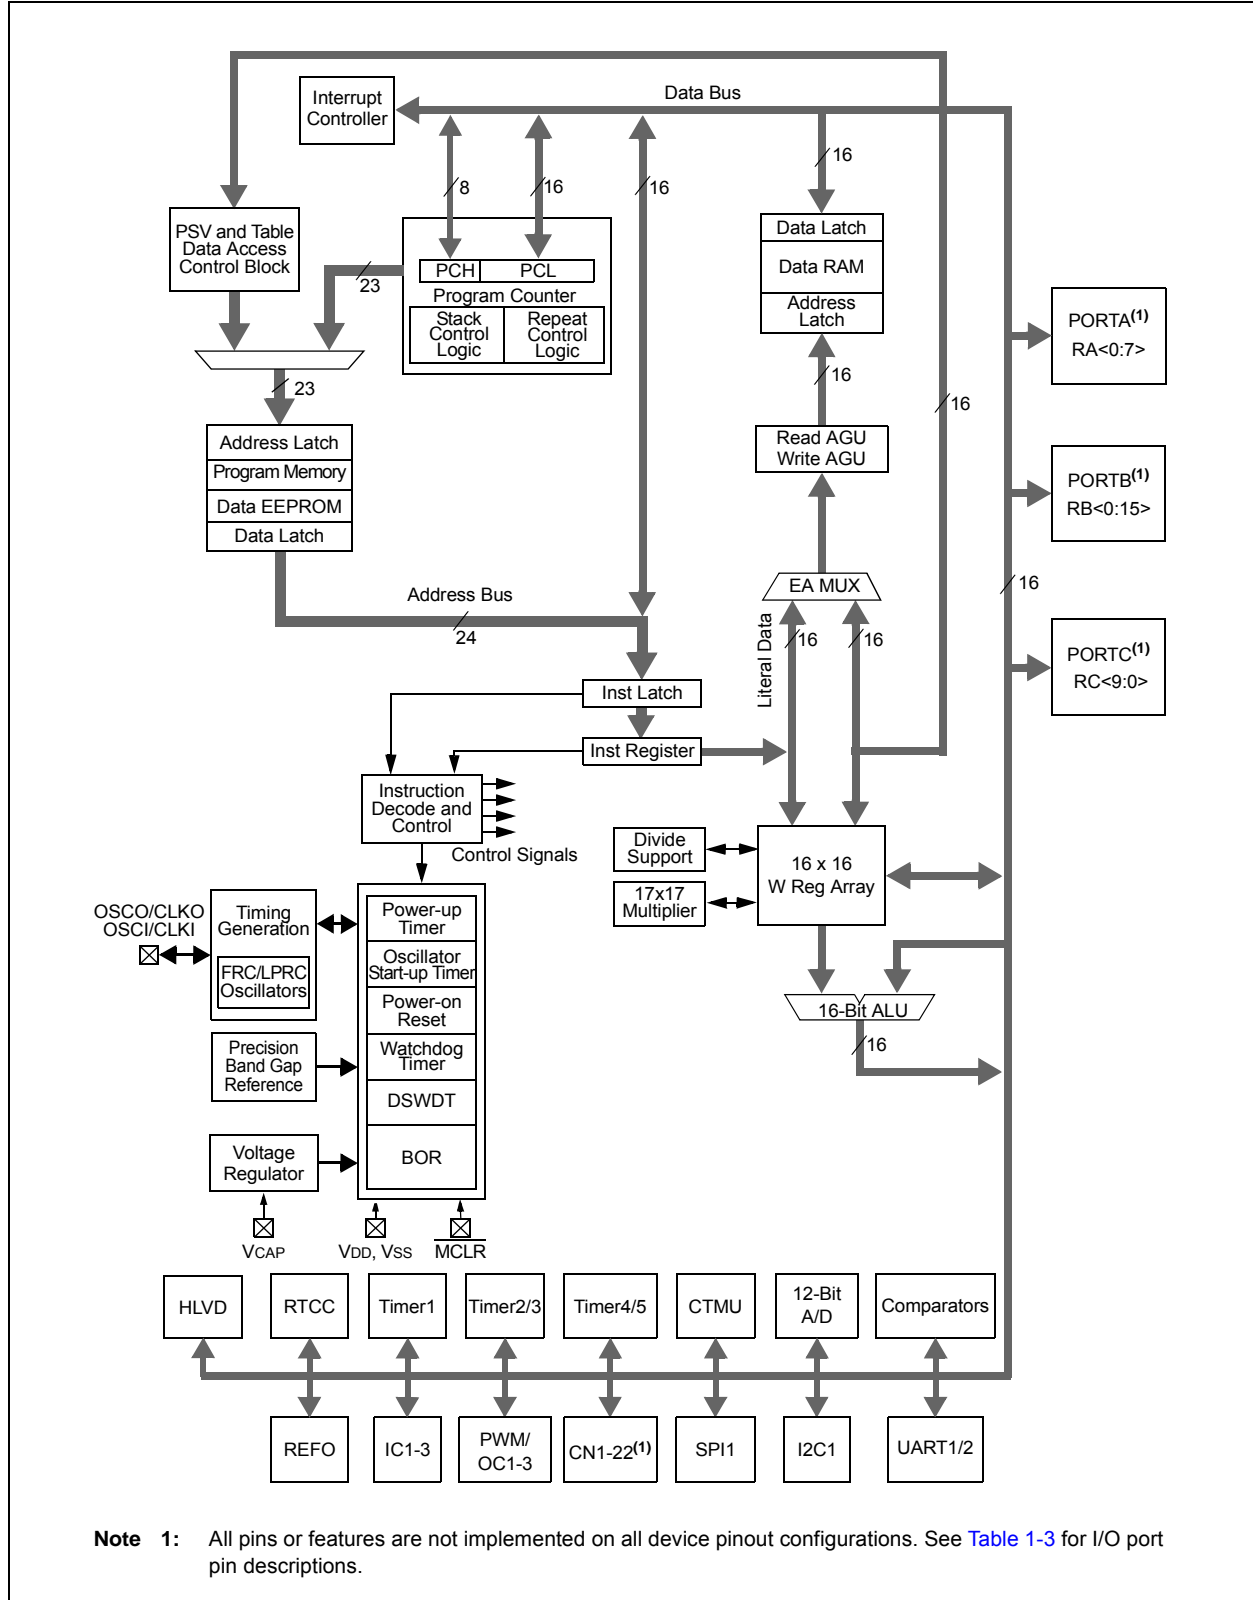 Data Bus
Interrupt
Controller
16
8
16
16
PSV and Table
Data Access
Control Block
Data Latch
Data RAM
Address
Latch
PCH
PCL
23
Program Counter
Stack
Control
Logic
Repeat
Control
Logic
PORTA(1)
RA<0:7>
16
23
16
Address Latch
Program Memory
Data EEPROM
Data Latch
Read AGU
Write AGU
PORTB(1)
RB<0:15>
EA MUX
16
Address Bus
24
Literal Data
16
16
PORTC(1)
RC<9:0>
Inst Latch
Inst Register
Instruction
Decode and
Control
Control Signals
Divide
Support
16 x 16
W Reg Array
17x17
Multiplier
OSCO/CLKO
OSCI/CLKI
Timing
Generation
FRC/LPRC
Oscillators
Power-up
Timer
Oscillator
Start-up Timer
Power-on
Reset
16-Bit ALU
16
Precision
Band Gap
Reference
Watchdog
Timer
DSWDT
Voltage
Regulator
BOR
VCAP
VDD, VSS
MCLR
HLVD
RTCC
Timer1
Timer2/3
Timer4/5
CTMU
12-Bit
A/D
Comparators
REFO
IC1-3
PWM/
OC1-3
CN1-22(1)
SPI1
I2C1
UART1/2
Note 1: All pins or features are not implemented on all device pinout configurations. See Table 1-3 for I/O port
pin descriptions.